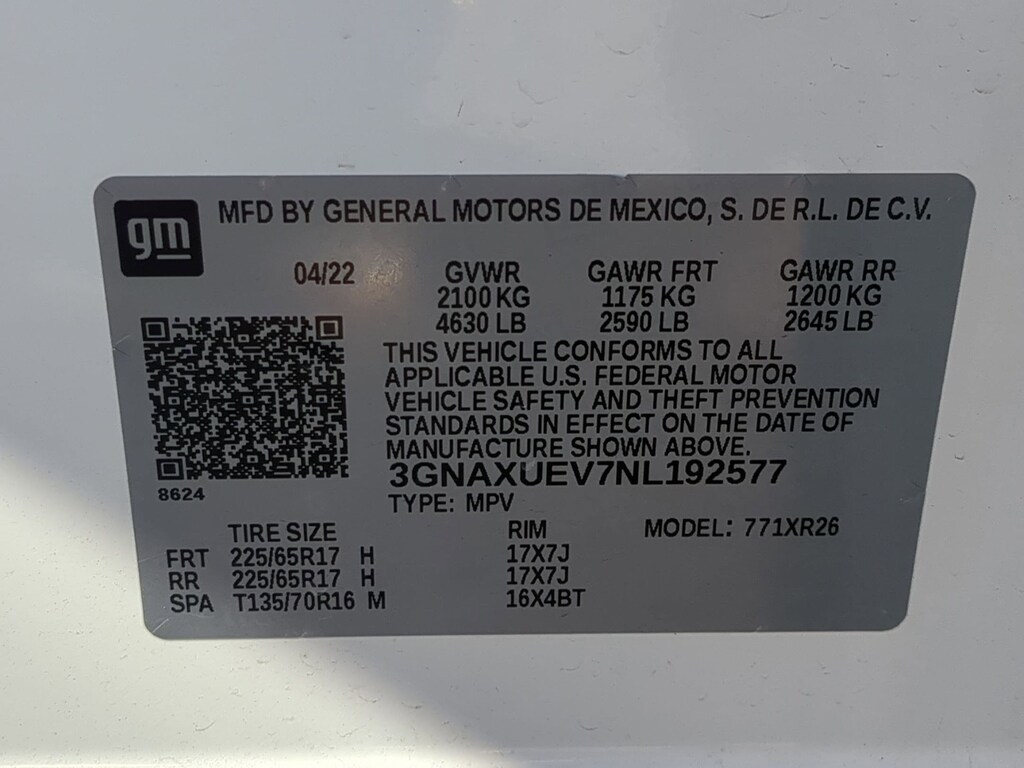 gm
MFD BY GENERAL MOTORS DE MEXICO, S. DE R.L. DE C.V.
04/22 GVWR GAWR FRT GAWR RR
2100 KG 1175 KG 1200 KG
4630 LB 2590 LB 2645 LB
THIS VEHICLE CONFORMS TO ALL
APPLICABLE U.S. FEDERAL MOTOR
VEHICLE SAFETY AND THEFT PREVENTION
STANDARDS IN EFFECT ON THE DATE OF
MANUFACTURE SHOWN ABOVE.
3GNAXUEV7NL192577
8624
TYPE: MPV
TIRE SIZE RIM MODEL: 771XR26
FRT 225/65R17 H 17X7J
RR 225/65R17 H 17X7J
SPA T135/70R16 M 16X4BT